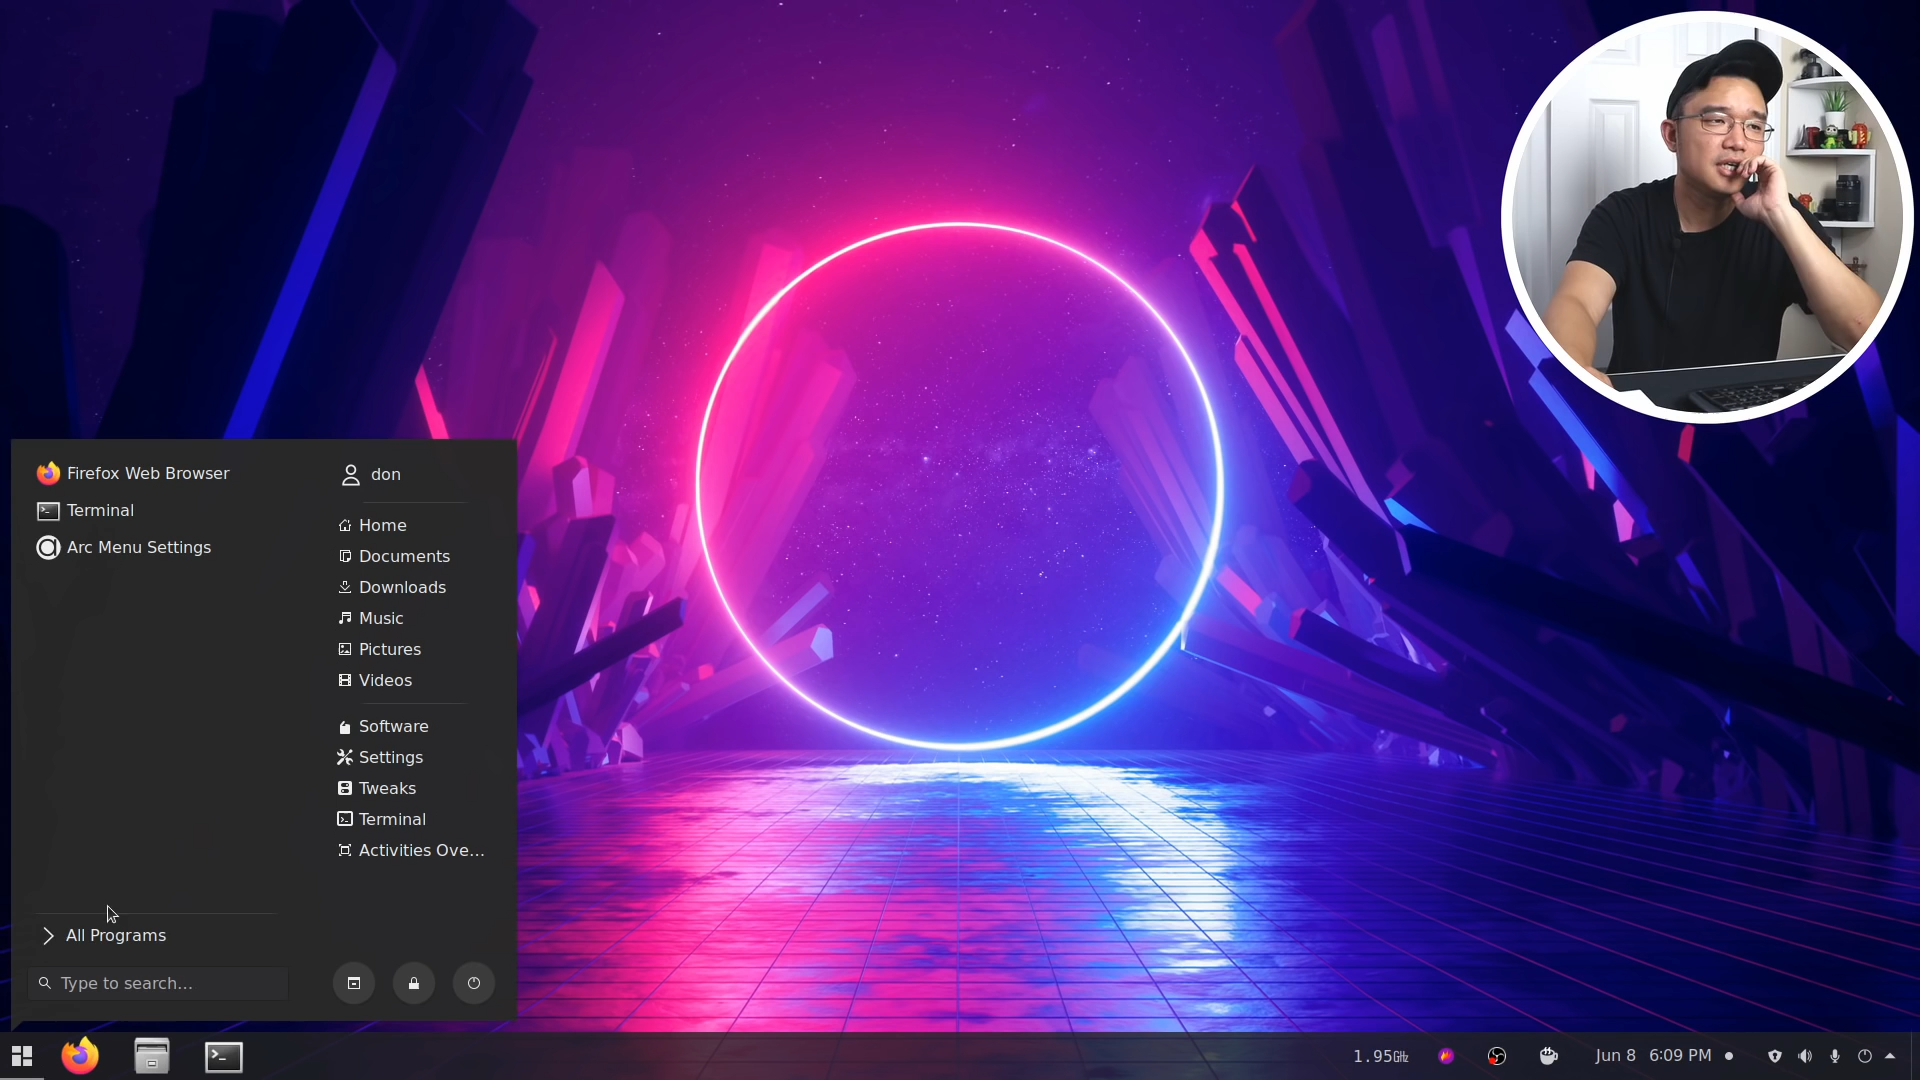 Firefox Web Browser
Terminal
Arc Menu Settings
All Programs
Type to search…
don
Home
Documents
Downloads
Music
Pictures
Videos
Software
Settings
Tweaks
Terminal
Activities Ove…
1.95GHz
Jun 8 6:09 PM